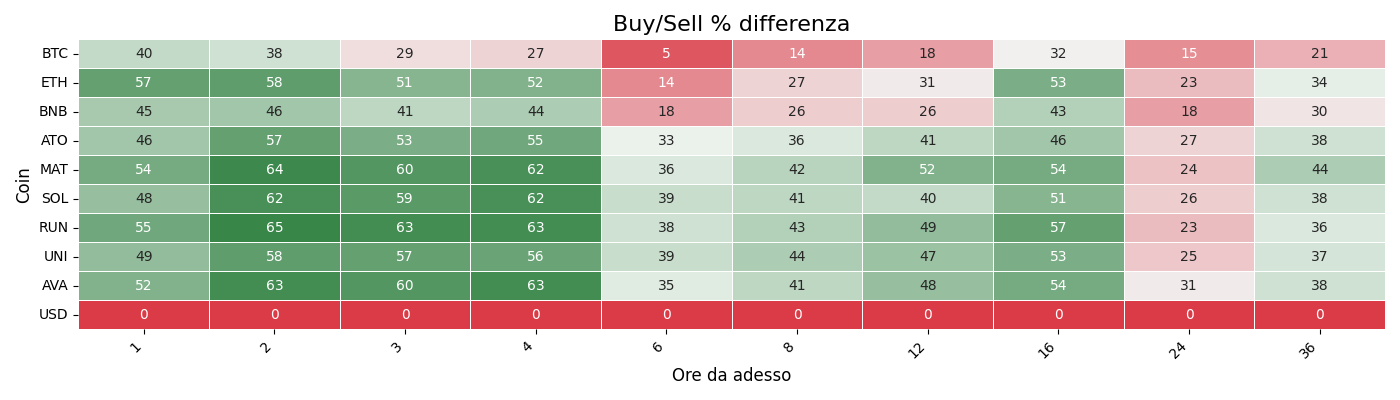 Buy/Sell % differenza
Coin
BTC 40 38 29 27 5 14 18 32 15 21
ETH 57 58 51 52 14 27 31 53 23 34
BNB 45 46 41 44 18 26 26 43 18 30
ATO 46 57 53 55 33 36 41 46 27 38
MAT 54 64 60 62 36 42 52 54 24 44
SOL 48 62 59 62 39 41 40 51 26 38
RUN 55 65 63 63 38 43 49 57 23 36
UNI 49 58 57 56 39 44 47 53 25 37
AVA 52 63 60 63 35 41 48 54 31 38
USD 0 0 0 0 0 0 0 0 0 0
1 2 3 4 6 8 12 16 24 36
Ore da adesso